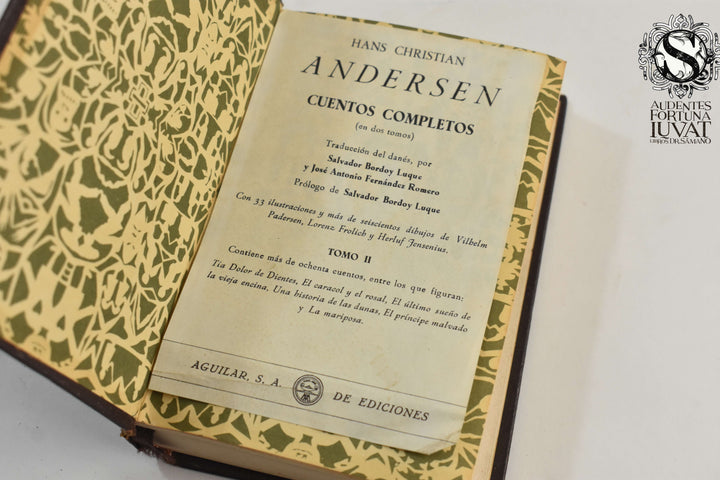 HANS CHRISTIAN
ANDERSEN
CUENTOS COMPLETOS
(en dos tomos)
Traducción del danés, por
Salvador Bordoy Luque
y José Antonio Fernández Romero
Prólogo de Salvador Bordoy Luque
Con 33 ilustraciones y más de seiscientos dibujos de Vilhelm
Padersen, Lorenz Frolich y Herluf Jensenius.
TOMO II
Contiene más de ochenta cuentos, entre los que figuran:
Tía Dolor de Dientes, El caracol y el rosal, El último sueño de
la vieja encina, Una historia de las dunas, El príncipe malvado
y La mariposa.
AGUILAR, S. A. DE EDICIONES
S
AUDENTES
FORTUNA
IUVAT
LIBROS DR. SÁMANO